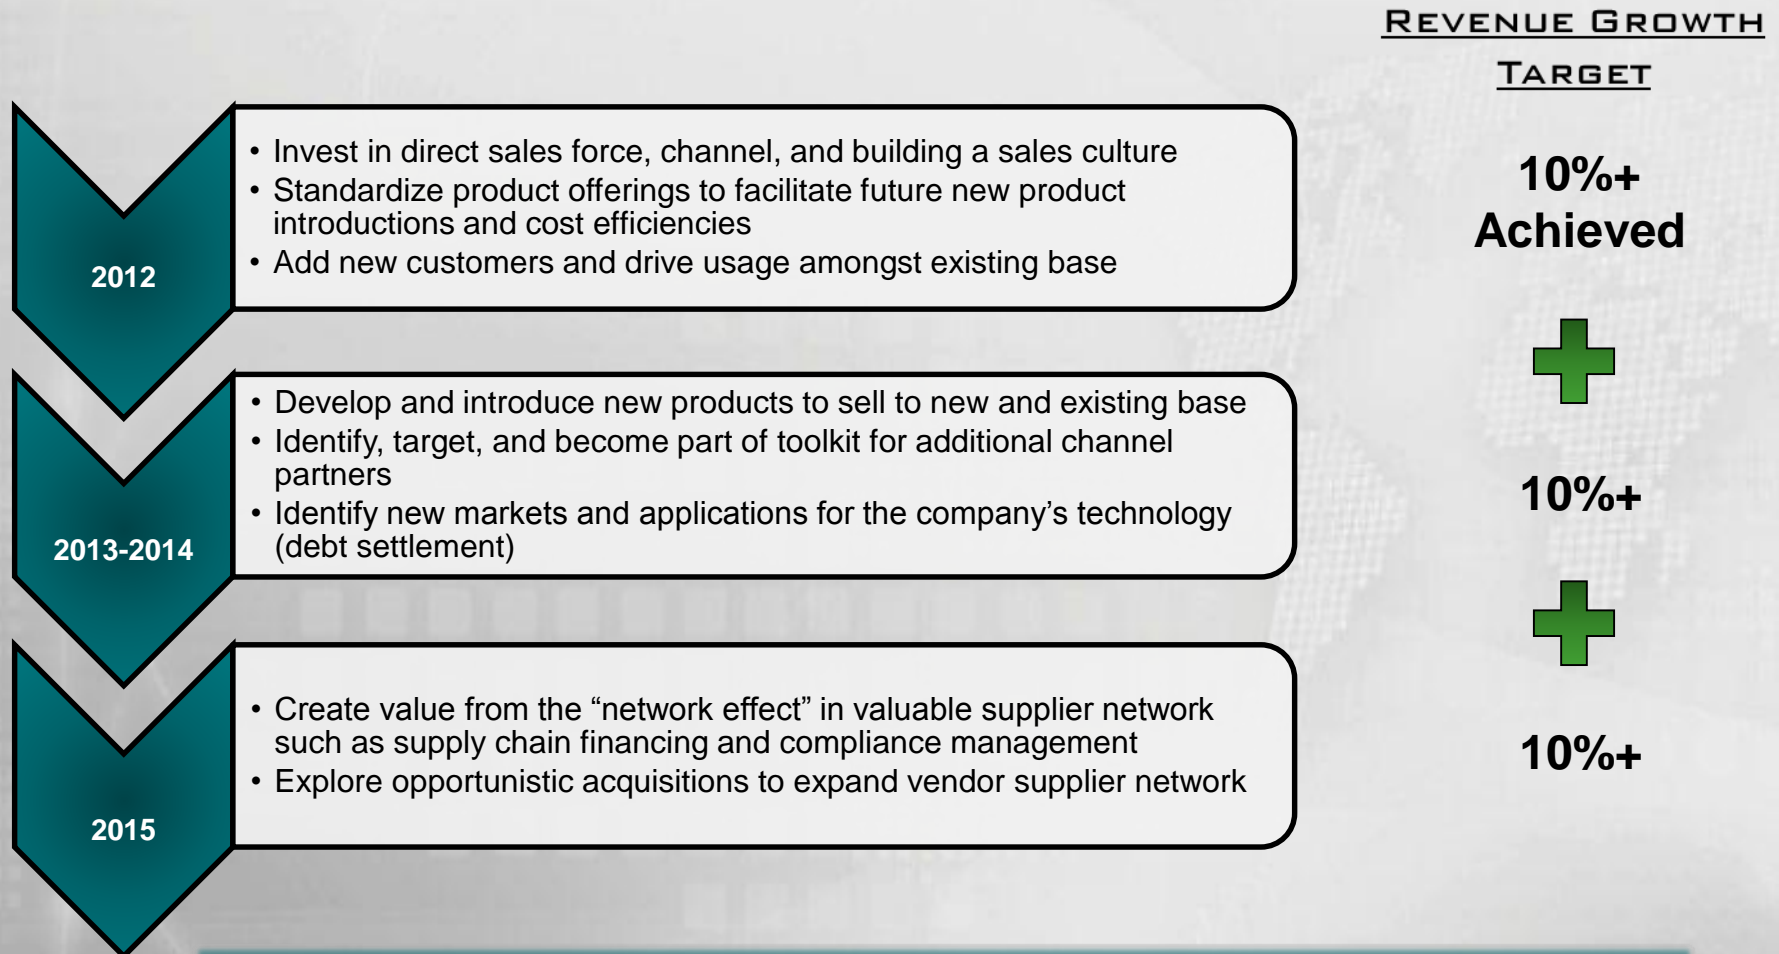 REVENUE GROWTH
TARGET
2012
• Invest in direct sales force, channel, and building a sales culture
• Standardize product offerings to facilitate future new product
introductions and cost efficiencies
• Add new customers and drive usage amongst existing base
10%+
Achieved
2013-2014
• Develop and introduce new products to sell to new and existing base
• Identify, target, and become part of toolkit for additional channel
partners
• Identify new markets and applications for the company’s technology
(debt settlement)
10%+
2015
• Create value from the “network effect” in valuable supplier network
such as supply chain financing and compliance management
• Explore opportunistic acquisitions to expand vendor supplier network
10%+